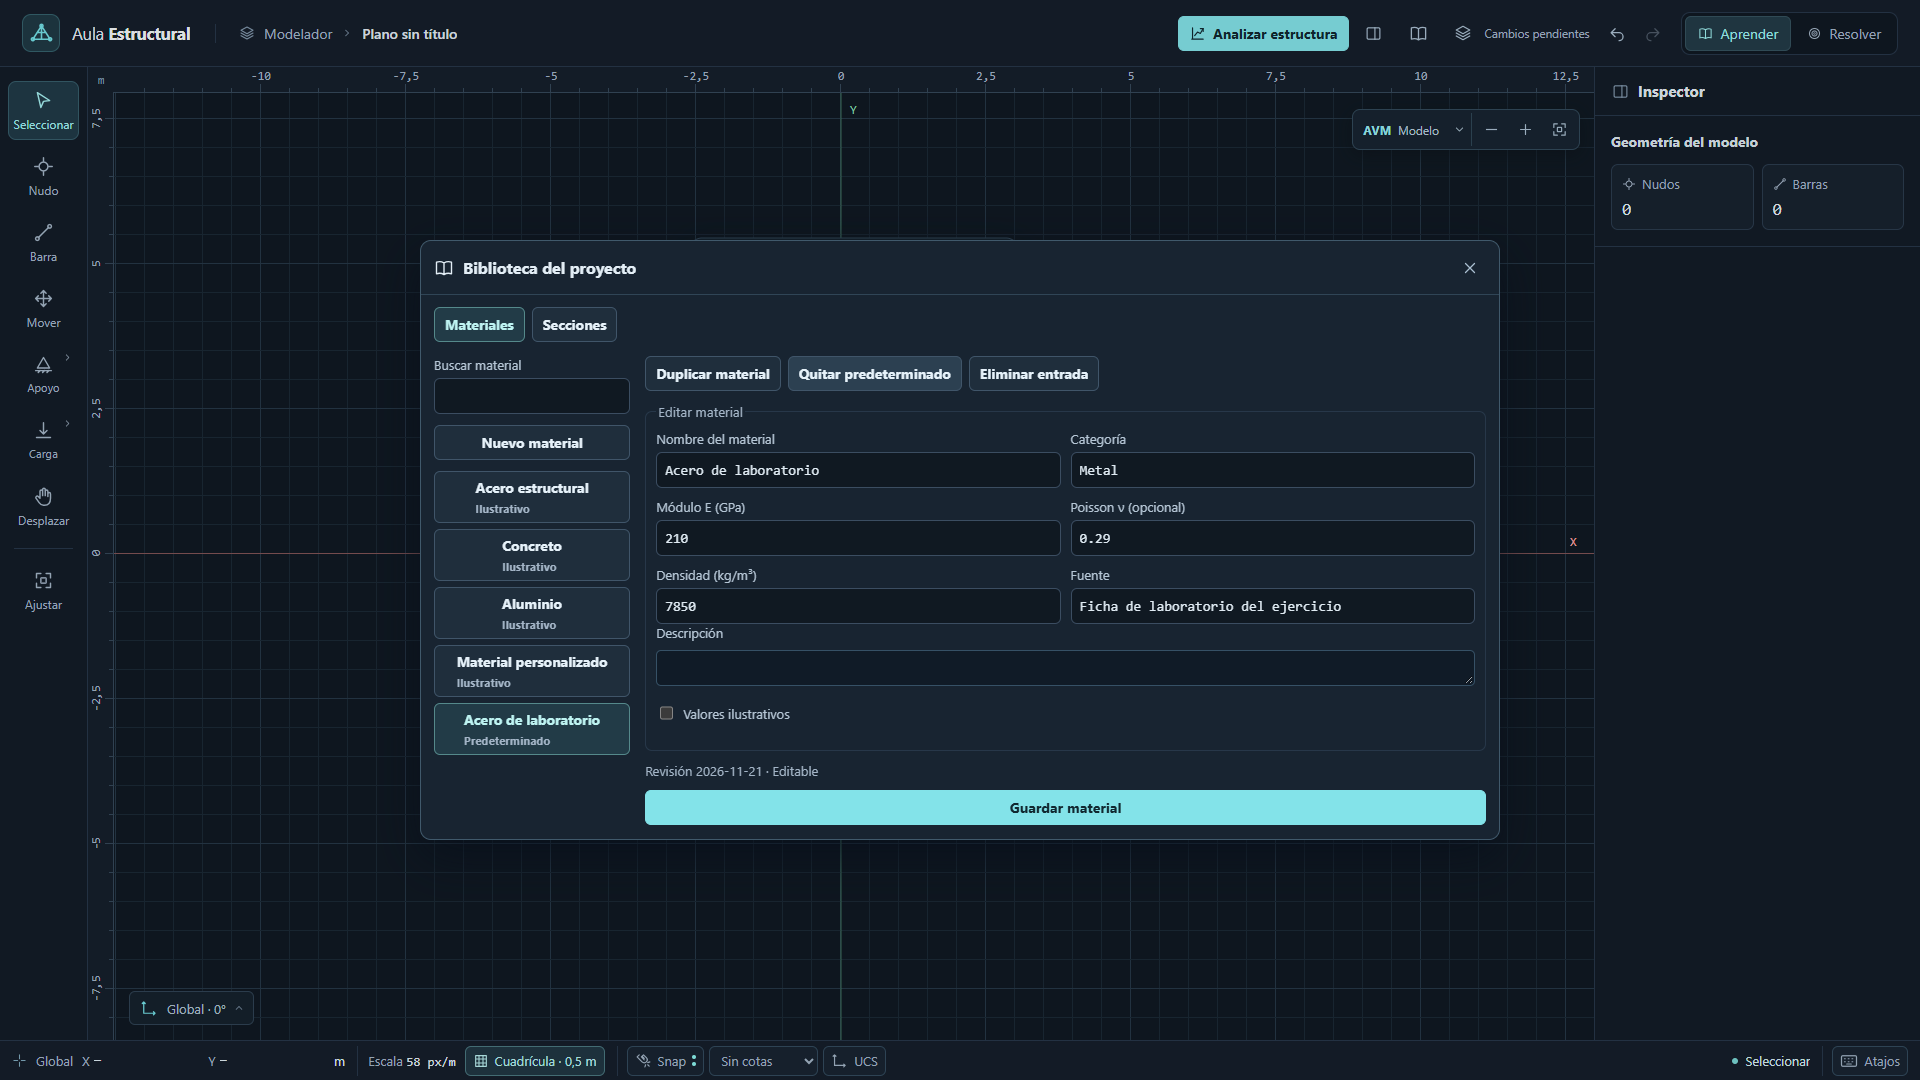 Aula Estructural
Modelador > Plano sin título
Analizar estructura
Cambios pendientes
Aprender
Resolver
m
-10 -7,5 -5 -2,5 0 2,5 5 7,5 10 12,5
Seleccionar
Nudo
Barra
Mover
Apoyo
Carga
Desplazar
Ajustar
7,5
5
2,5
0
-2,5
-5
-7,5
Y
X
AVM Modelo
Inspector
Geometría del modelo
Nudos
0
Barras
0
Biblioteca del proyecto
Materiales
Secciones
Buscar material
Nuevo material
Acero estructural
Ilustrativo
Concreto
Ilustrativo
Aluminio
Ilustrativo
Material personalizado
Ilustrativo
Acero de laboratorio
Predeterminado
Duplicar material
Quitar predeterminado
Eliminar entrada
Editar material
Nombre del material
Acero de laboratorio
Categoría
Metal
Módulo E (GPa)
210
Poisson ν (opcional)
0.29
Densidad (kg/m³)
7850
Fuente
Ficha de laboratorio del ejercicio
Descripción
Valores ilustrativos
Revisión 2026-11-21 · Editable
Guardar material
Global · 0°
Global X — Y — m
Escala 58 px/m
Cuadrícula · 0,5 m
Snap
Sin cotas
UCS
Seleccionar
Atajos